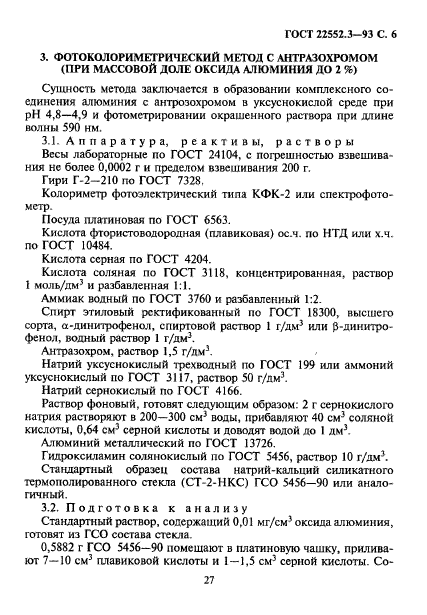 ГОСТ 22552.3—93 С. 6
3. ФОТОКОЛОРИМЕТРИЧЕСКИЙ МЕТОД С АНТРАЗОХРОМОМ
(ПРИ МАССОВОЙ ДОЛЕ ОКСИДА АЛЮМИНИЯ ДО 2 %)
Сущность метода заключается в образовании комплексного со-
единения алюминия с антрозохромом в уксуснокислой среде при
рН 4,8—4,9 и фотометрировании окрашенного раствора при длине
волны 590 нм.
3.1. Аппаратура, реактивы, растворы
Весы лабораторные по ГОСТ 24104, с погрешностью взвешива-
ния не более 0,0002 г и пределом взвешивания 200 г.
Гири Г-2—210 по ГОСТ 7328.
Колориметр фотоэлектрический типа КФК-2 или спектрофото-
метр.
Посуда платиновая по ГОСТ 6563.
Кислота фтористоводородная (плавиковая) ос.ч. по НТД или х.ч.
по ГОСТ 10484.
Кислота серная по ГОСТ 4204.
Кислота соляная по ГОСТ 3118, концентрированная, раствор
1 моль/дм³ и разбавленная 1:1.
Аммиак водный по ГОСТ 3760 и разбавленный 1:2.
Спирт этиловый ректификованный по ГОСТ 18300, высшего
сорта, α-динитрофенол, спиртовой раствор 1 г/дм³ или β-динитро-
фенол, водный раствор 1 г/дм³.
Антразохром, раствор 1,5 г/дм³.
Натрий уксуснокислый трехводный по ГОСТ 199 или аммоний
уксуснокислый по ГОСТ 3117, раствор 50 г/дм³.
Натрий сернокислый по ГОСТ 4166.
Раствор фоновый, готовят следующим образом: 2 г сернокислого
натрия растворяют в 200—300 см³ воды, прибавляют 40 см³ соляной
кислоты, 0,64 см³ серной кислоты и доводят водой до 1 дм³.
Алюминий металлический по ГОСТ 13726.
Гидроксиламин солянокислый по ГОСТ 5456, раствор 10 г/дм³.
Стандартный образец состава натрий-кальций силикатного
термополированного стекла (СТ-2-НКС) ГСО 5456—90 или анало-
гичный.
3.2. Подготовка к анализу
Стандартный раствор, содержащий 0,01 мг/см³ оксида алюминия,
готовят из ГСО состава стекла.
0,5882 г ГСО 5456—90 помещают в платиновую чашку, прилива-
ют 7—10 см³ плавиковой кислоты и 1—1,5 см³ серной кислоты. Со-
27